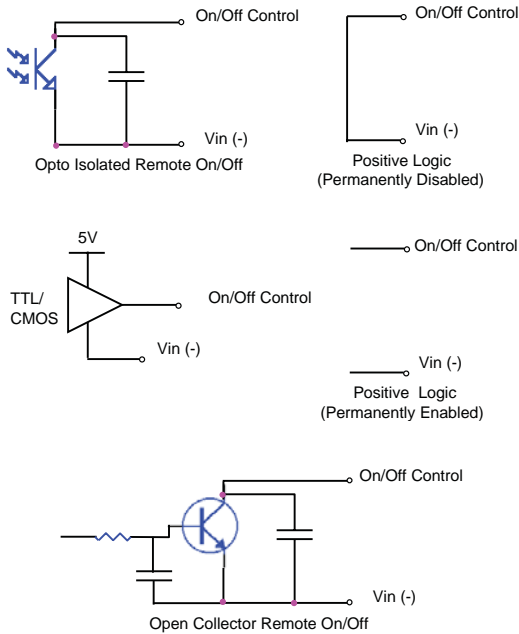 On/Off Control
Vin (-)
Opto Isolated Remote On/Off
On/Off Control
Vin (-)
Positive Logic
(Permanently Disabled)
5V
TTL/
CMOS
On/Off Control
Vin (-)
On/Off Control
Vin (-)
Positive Logic
(Permanently Enabled)
On/Off Control
Vin (-)
Open Collector Remote On/Off